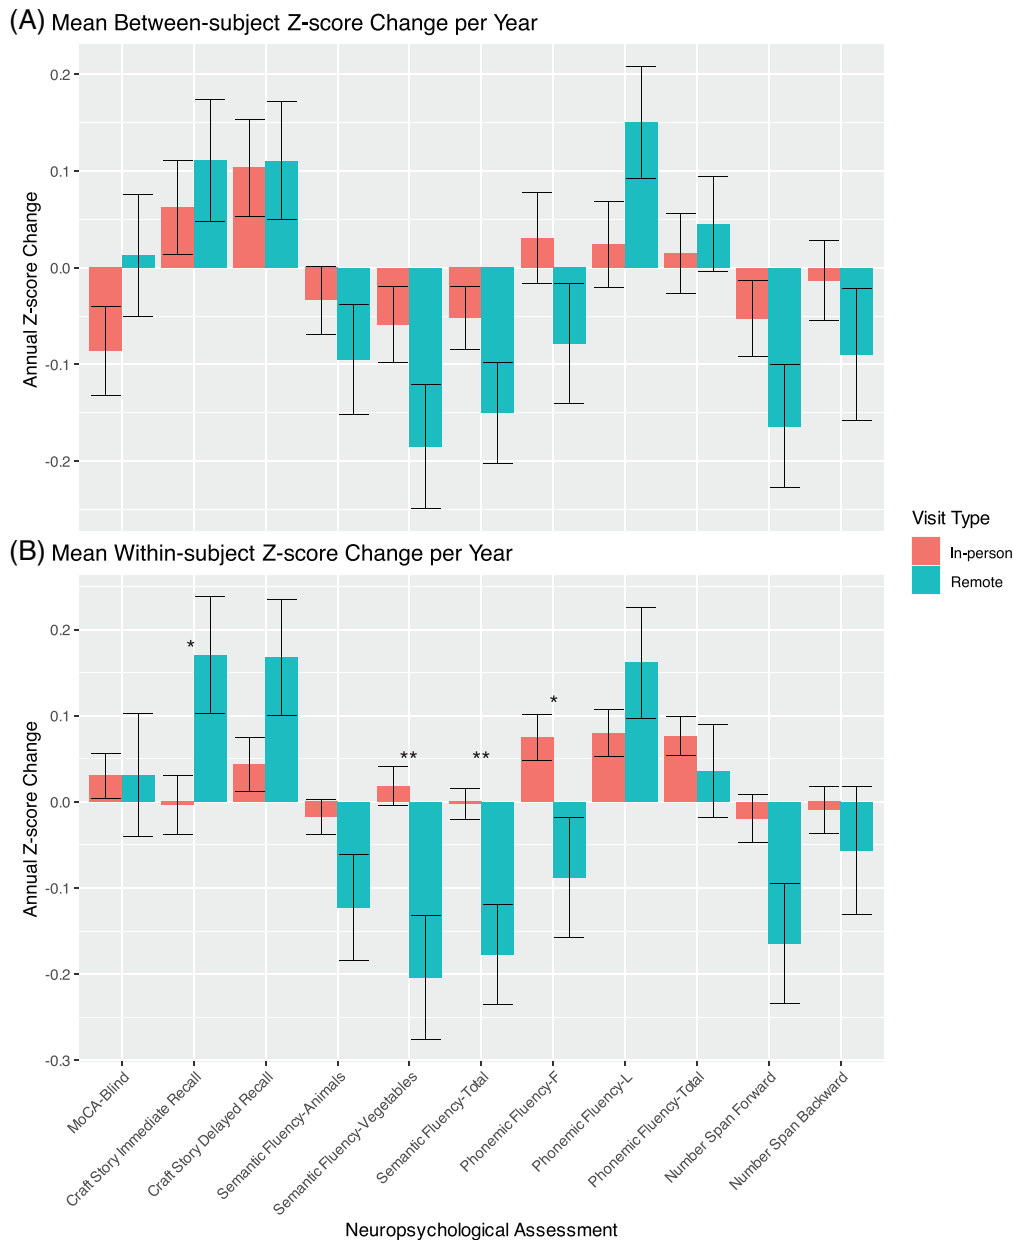 (A) Mean Between-subject Z-score Change per Year
Annual Z-score Change
0.2
0.1
0.0
-0.1
-0.2
Visit Type
In-person
Remote
(B) Mean Within-subject Z-score Change per Year
Annual Z-score Change
0.2
0.1
0.0
-0.1
-0.2
-0.3
*
**
**
*
MoCA-Blind
Craft Story Immediate Recall
Craft Story Delayed Recall
Semantic Fluency-Animals
Semantic Fluency-Vegetables
Semantic Fluency-Total
Phonemic Fluency-F
Phonemic Fluency-L
Phonemic Fluency-Total
Number Span Forward
Number Span Backward
Neuropsychological Assessment